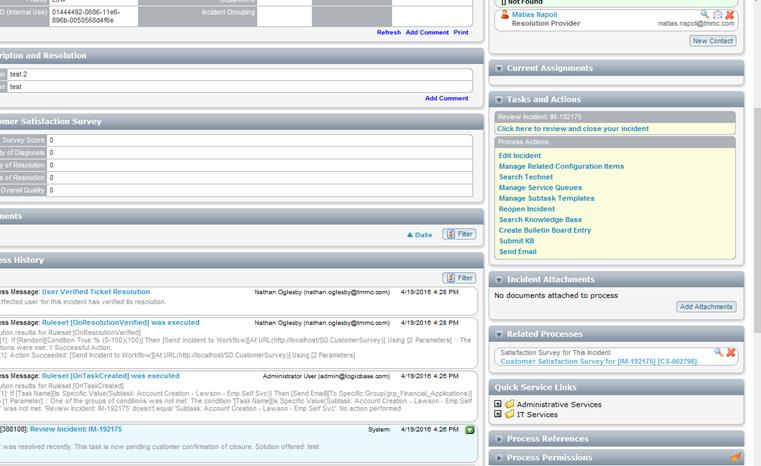 Priority Low
Department
ID (Internal Use) 01444492-0686-11e6-
896b-0050568d4f6e
Incident Grouping
Refresh Add Comment Print
ripton and Resolution
on test 2
on test
Add Comment
omer Satisfaction Survey
Survey Score 0
ty of Diagnosis 0
y of Resolution 0
s of Resolution 0
Overall Quality 0
ments
Date Filter
ess History
Filter
ess Message: User Verified Ticket Resolution Nathan Oglesby (nathan.oglesby@tmmc.com) 4/19/2016 4:28 PM
affected user for this incident has verified its resolution.
ess Message: Ruleset [OnResolutionVerified] was executed Nathan Oglesby (nathan.oglesby@tmmc.com) 4/19/2016 4:28 PM
ution results for Ruleset [OnResolutionVerified]
[1]: If [Random][Condition True % (0-100)(100)] Then [Send Incident to Workflow][At URL(http://localhost/SD.CustomerSurvey)] Using [2 Parameters] :: The
tions were met. 1 Successful Action.
[1]: Action Succeeded: [Send Incident to Workflow][At URL(http://localhost/SD.CustomerSurvey)] Using [2 Parameters]
ess Message: Ruleset [OnTaskCreated] was executed Administrator User (admin@logicbase.com) 4/19/2016 4:26 PM
ution results for Ruleset [OnTaskCreated]
[1]: If [Task Name][Is Specific Value(Subtask: Account Creation - Lawson - Emp Self Svc)] Then [Send Email][To Specific Group(grp_Financial_Applications)]
[1 Parameter] :: One of the groups of conditions was not met. The condition '[Task Name][Is Specific Value(Subtask: Account Creation - Lawson - Emp Self
' was not met. 'Review Incident: IM-192175' doesn't equal 'Subtask: Account Creation - Lawson - Emp Self Svc'. No action performed.
[388108]: Review Incident: IM-192175 System 4/19/2016 4:26 PM
was resolved recently. This task is now pending customer confirmation of closure. Solution offered: test
[] Not Found
Matias Napoli
Resolution Provider matias.napoli@tmmc.com
New Contact
Current Assignments
Tasks and Actions
Review Incident: IM-192175
Click here to review and close your incident
Process Actions:
Edit Incident
Manage Related Configuration Items
Search Technet
Manage Service Queues
Manage Subtask Templates
Reopen Incident
Search Knowledge Base
Create Bulletin Board Entry
Submit KB
Send Email
Incident Attachments
No documents attached to process
Add Attachments
Related Processes
Satisfaction Survey for This Incident
Customer Satisfaction Survey for [IM-192175] [CS-002798]
Quick Service Links
Administrative Services
IT Services
Process References
Process Permissions